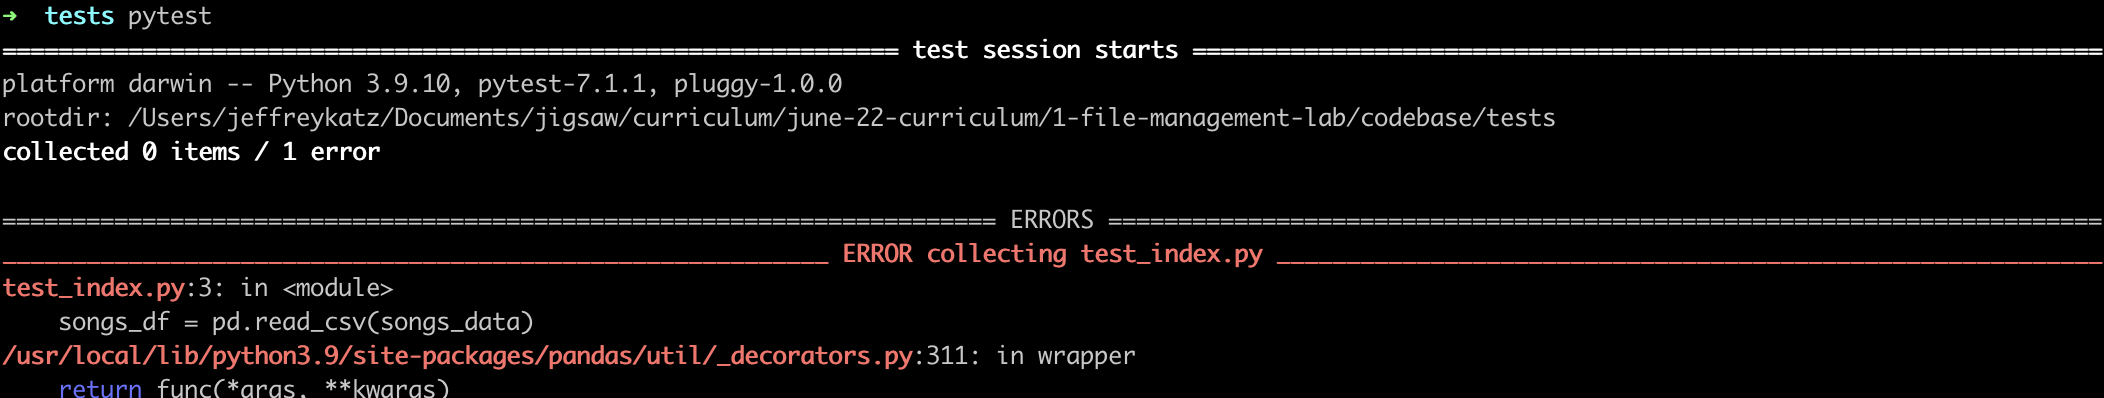 ➜  tests pytest
================================================================ test session starts =================================================================
platform darwin -- Python 3.9.10, pytest-7.1.1, pluggy-1.0.0
rootdir: /Users/jeffreykatz/Documents/jigsaw/curriculum/june-22-curriculum/1-file-management-lab/codebase/tests
collected 0 items / 1 error
======================================================================= ERRORS =======================================================================
___________________________________________________________ ERROR collecting test_index.py ___________________________________________________________
test_index.py:3: in <module>
    songs_df = pd.read_csv(songs_data)
/usr/local/lib/python3.9/site-packages/pandas/util/_decorators.py:311: in wrapper
    return func(*args, **kwargs)